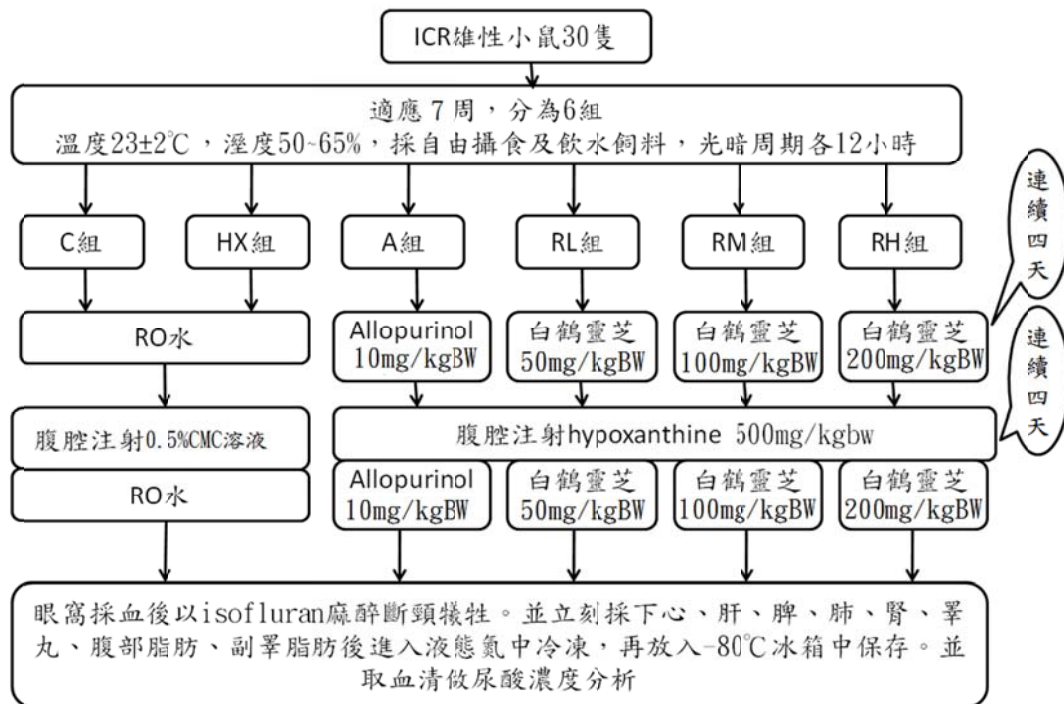 ICR雄性小鼠30隻
適應7周，分為6組
溫度23±2℃，溼度50~65%，採自由攝食及飲水飼料，光暗周期各12小時
C組
HX組
A組
RL組
RM組
RH組
連續四天
RO水
Allopurinol
10mg/kgBW
白鶴靈芝
50mg/kgBW
白鶴靈芝
100mg/kgBW
白鶴靈芝
200mg/kgBW
連續四天
腹腔注射0.5%CMC溶液
腹腔注射hypoxanthine 500mg/kgbw
RO水
Allopurinol
10mg/kgBW
白鶴靈芝
50mg/kgBW
白鶴靈芝
100mg/kgBW
白鶴靈芝
200mg/kgBW
眼窩採血後以isofluran麻醉斷頸犧牲。並立刻採下心、肝、脾、肺、腎、睪
丸、腹部脂肪、副睪脂肪後進入液態氮中冷凍，再放入-80℃冰箱中保存。並
取血清做尿酸濃度分析